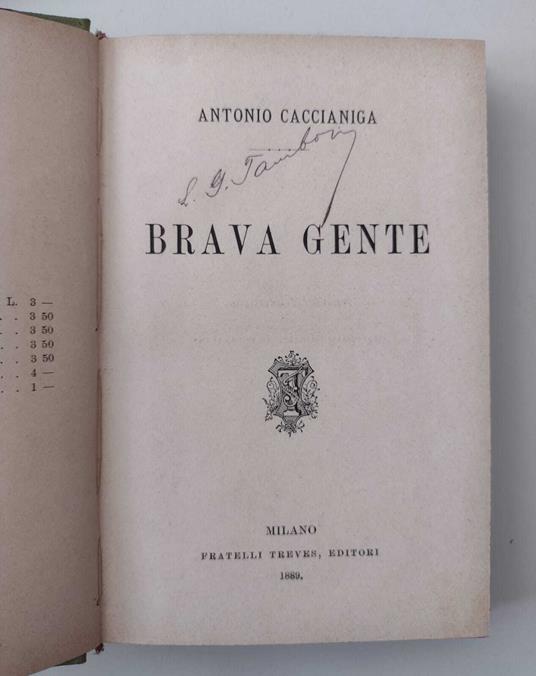 L. 3 —
. . 3 50
. . 3 50
. . 3 50
. . 3 50
. . 4 —
. . 1 —
ANTONIO CACCIANIGA
G. Tambor
BRAVA GENTE
MILANO
FRATELLI TREVES, EDITORI
1889.